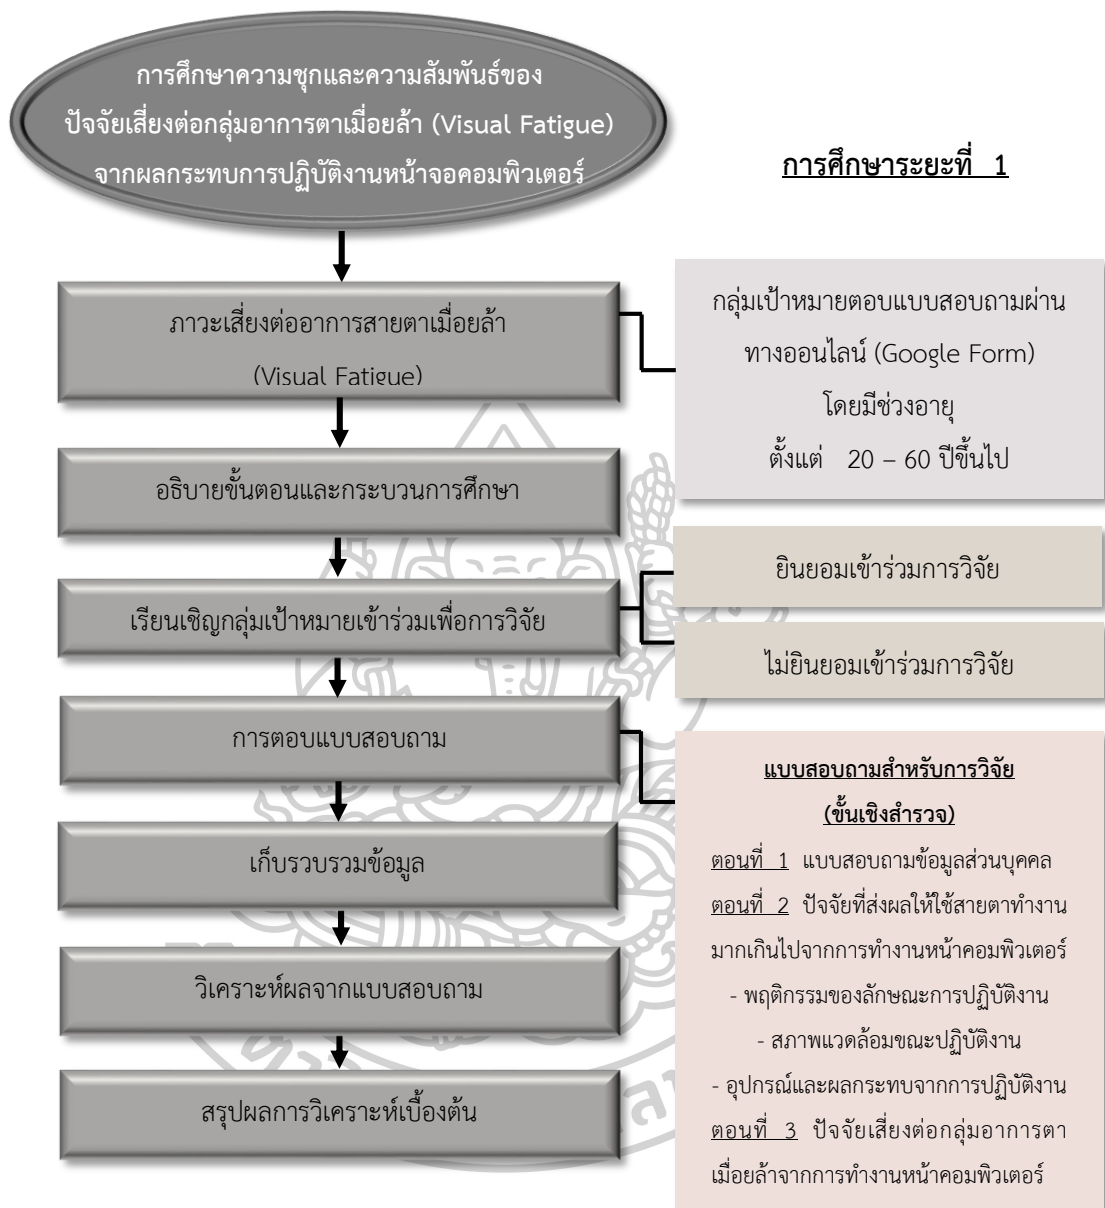 การศึกษาความชุกและความสัมพันธ์ของ
ปัจจัยเสี่ยงต่อกลุ่มอาการตาเมื่อยล้า (Visual Fatigue)
จากผลกระทบการปฏิบัติงานหน้าจอคอมพิวเตอร์
การศึกษาระยะที่ 1
ภาวะเสี่ยงต่ออาการสายตาเมื่อยล้า
(Visual Fatigue)
กลุ่มเป้าหมายตอบแบบสอบถามผ่าน
ทางออนไลน์ (Google Form)
โดยมีช่วงอายุ
ตั้งแต่ 20 – 60 ปีขึ้นไป
อธิบายขั้นตอนและกระบวนการศึกษา
เรียนเชิญกลุ่มเป้าหมายเข้าร่วมเพื่อการวิจัย
ยินยอมเข้าร่วมการวิจัย
ไม่ยินยอมเข้าร่วมการวิจัย
การตอบแบบสอบถาม
แบบสอบถามสำหรับการวิจัย
(ขั้นเชิงสำรวจ)
ตอนที่ 1 แบบสอบถามข้อมูลส่วนบุคคล
ตอนที่ 2 ปัจจัยที่ส่งผลให้ใช้สายตาทำงาน
มากเกินไปจากการทำงานหน้าคอมพิวเตอร์
- พฤติกรรมของลักษณะการปฏิบัติงาน
- สภาพแวดล้อมขณะปฏิบัติงาน
- อุปกรณ์และผลกระทบจากการปฏิบัติงาน
ตอนที่ 3 ปัจจัยเสี่ยงต่อกลุ่มอาการตา
เมื่อยล้าจากการทำงานหน้าคอมพิวเตอร์
เก็บรวบรวมข้อมูล
วิเคราะห์ผลจากแบบสอบถาม
สรุปผลการวิเคราะห์เบื้องต้น